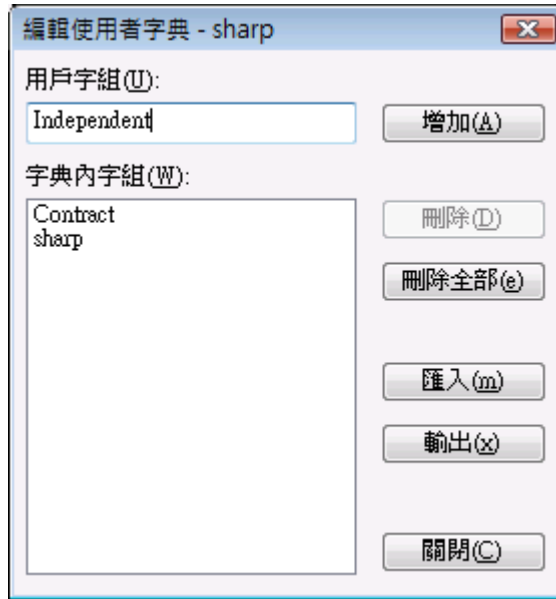 編輯使用者字典 - sharp
用戶字組(U):
Independent
增加(A)
字典內字組(W):
Contract
sharp
刪除(D)
刪除全部(e)
匯入(m)
輸出(x)
關閉(C)